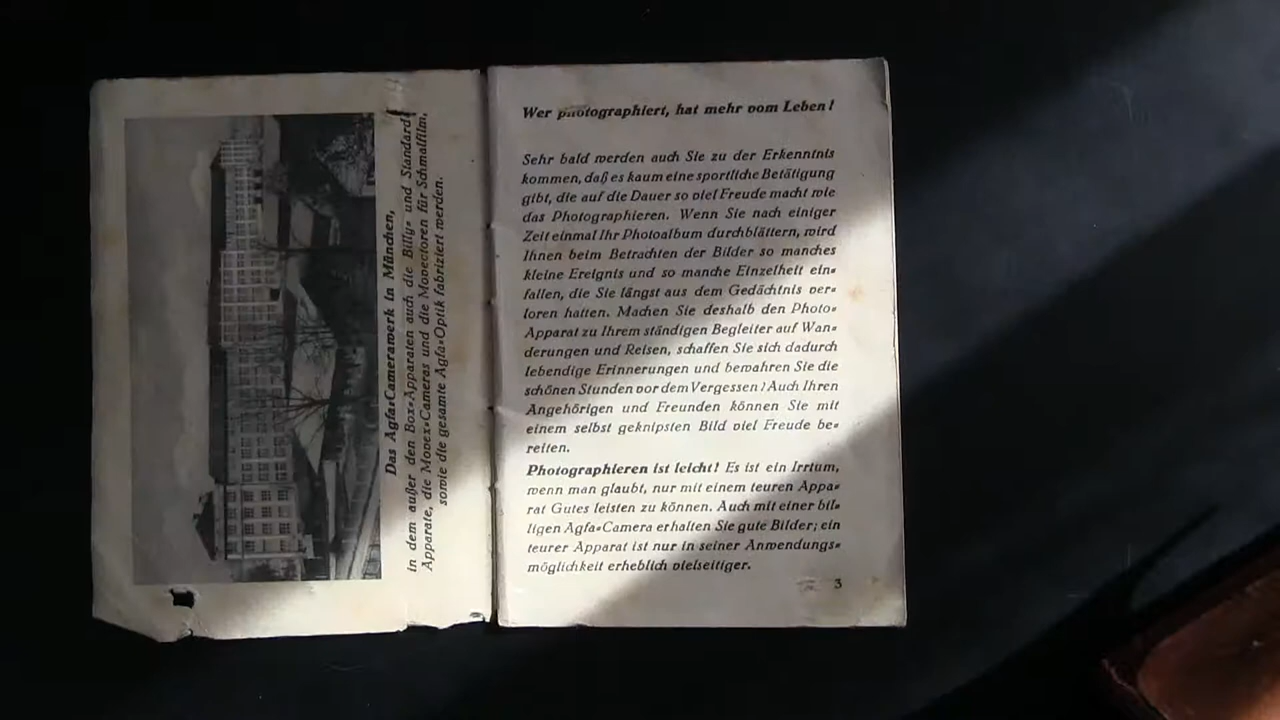 Das Agfa=Camerawerk in München,
in dem außer den Box=Apparaten auch die Billy= und Standard=
Apparate, die Movex=Cameras und die Movectoren für Schmalfilm,
sowie die gesamte Agfa=Optik fabriziert werden.
Wer photographiert, hat mehr vom Leben!
Sehr bald werden auch Sie zu der Erkenntnis
kommen, daß es kaum eine sportliche Betätigung
gibt, die auf die Dauer so viel Freude macht wie
das Photographieren. Wenn Sie nach einiger
Zeit einmal Ihr Photoalbum durchblättern, wird
Ihnen beim Betrachten der Bilder so manches
kleine Ereignis und so manche Einzelheit ein=
fallen, die Sie längst aus dem Gedächtnis ver=
loren hatten. Machen Sie deshalb den Photo=
Apparat zu Ihrem ständigen Begleiter auf Wan=
derungen und Reisen, schaffen Sie sich dadurch
lebendige Erinnerungen und bewahren Sie die
schönen Stunden vor dem Vergessen! Auch Ihren
Angehörigen und Freunden können Sie mit
einem selbst geknipsten Bild viel Freude be=
reiten.
Photographieren ist leicht! Es ist ein Irrtum,
wenn man glaubt, nur mit einem teuren Appa=
rat Gutes leisten zu können. Auch mit einer bil=
ligen Agfa=Camera erhalten Sie gute Bilder; ein
teurer Apparat ist nur in seiner Anwendungs=
möglichkeit erheblich vielseitiger.
3